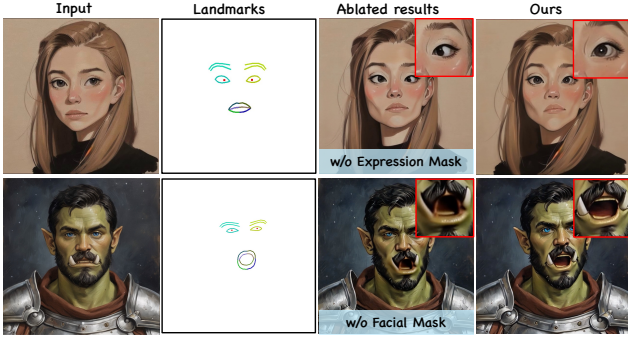 Input
Landmarks
Ablated results
Ours
w/o Expression Mask
w/o Facial Mask